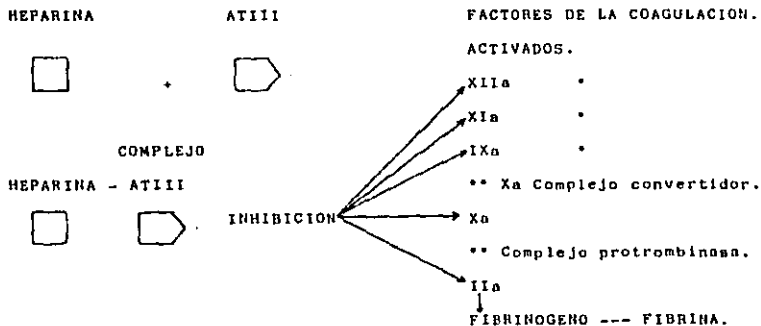 HEPARINA ATIII FACTORES DE LA COAGULACION.
ACTIVADOS.
+ XIIa *
XIa *
COMPLEJO IXa *
HEPARINA - ATIII ** Xa Complejo convertidor.
INHIBICION Xa
** Complejo protrombinasa.
IIa
FIBRINOGENO --- FIBRINA.